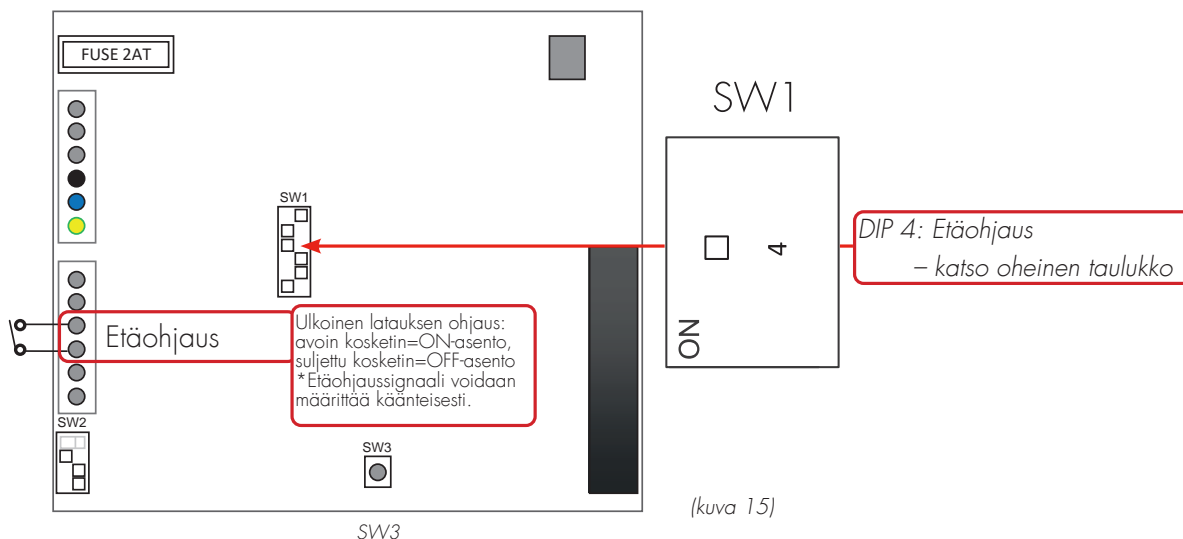 FUSE 2AT
SW1
SW1
ON
4
DIP 4: Etäohjaus
– katso oheinen taulukko
Etäohjaus
Ulkoinen latauksen ohjaus:
avoin kosketin=ON-asento,
suljettu kosketin=OFF-asento
*Etäohjaussignaali voidaan
määrittää käänteisesti.
SW2
SW3
(kuva 15)
SW3